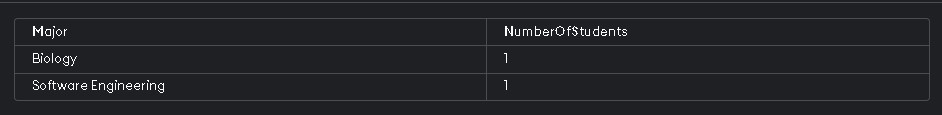 Major NumberOfStudents
Biology 1
Software Engineering 1